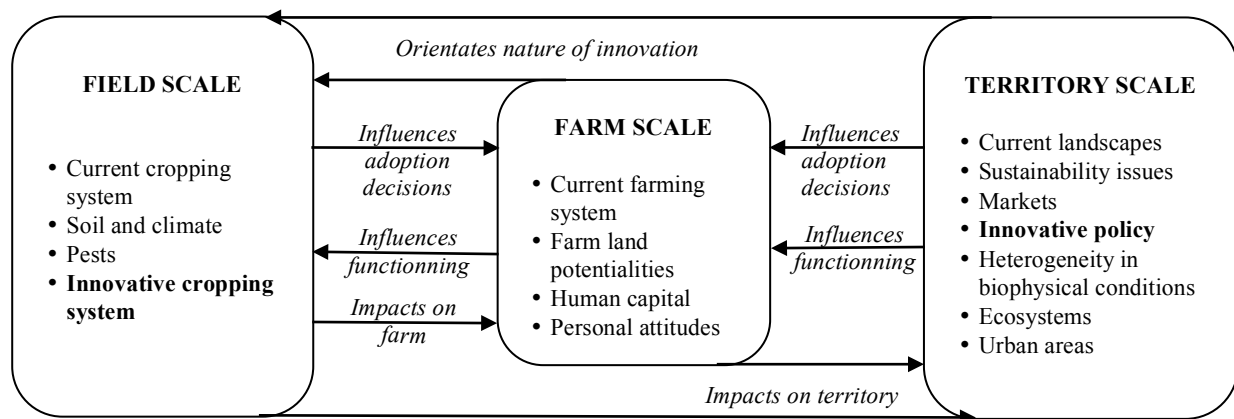 Orientates nature of innovation
FIELD SCALE
• Current cropping
system
• Soil and climate
• Pests
• Innovative cropping
system
Influences
adoption
decisions
Influences
functionning
Impacts on
farm
FARM SCALE
• Current farming
system
• Farm land
potentialities
• Human capital
• Personal attitudes
Influences
adoption
decisions
Influences
functionning
TERRITORY SCALE
• Current landscapes
• Sustainability issues
• Markets
• Innovative policy
• Heterogeneity in
biophysical conditions
• Ecosystems
• Urban areas
Impacts on territory